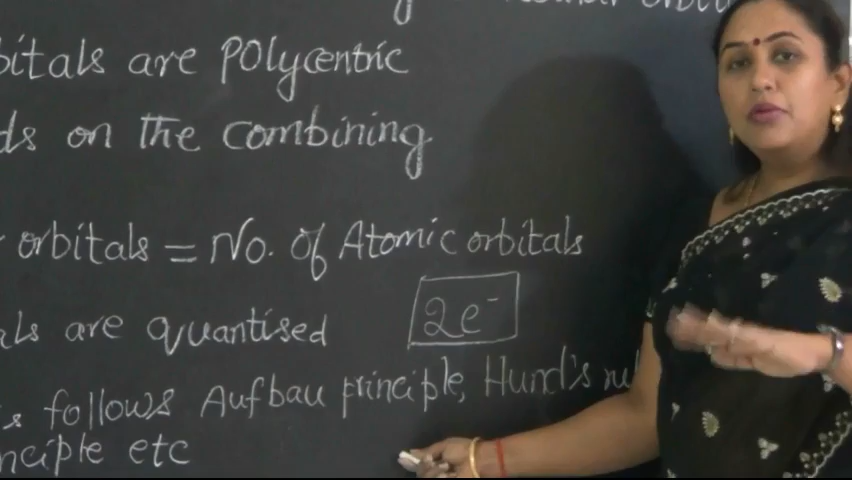 bitals are polycentric
ds on the combining
orbitals = No. of Atomic orbitals
als are quantised
2e⁻
s follows Aufbau principle, Hund's ru
nciple etc